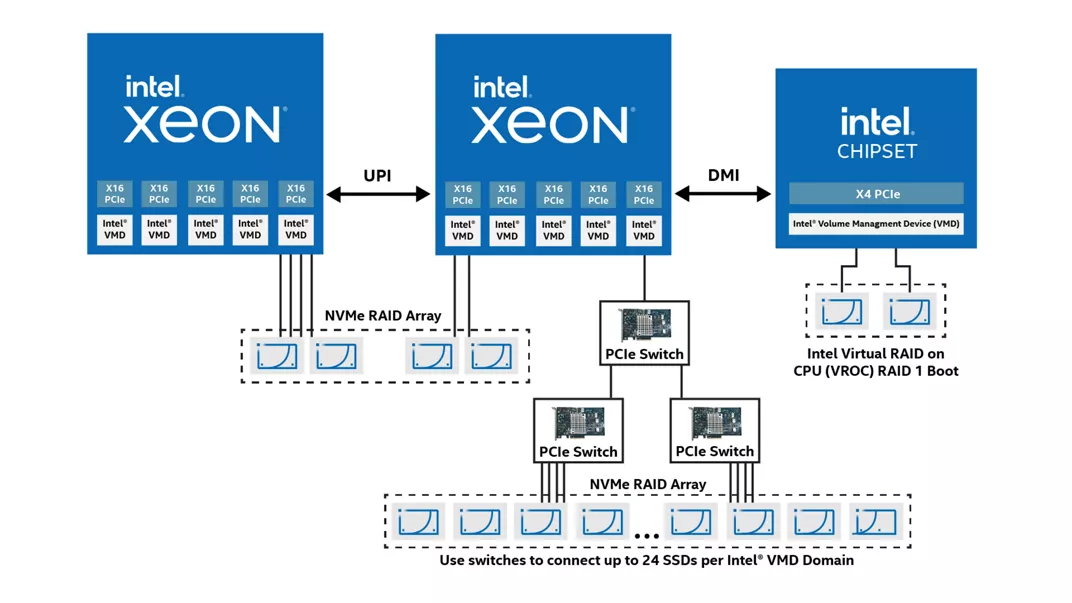 intel.
xeon®
X16 PCIe
X16 PCIe
X16 PCIe
X16 PCIe
X16 PCIe
Intel® VMD
Intel® VMD
Intel® VMD
Intel® VMD
Intel® VMD
UPI
intel.
xeon®
X16 PCIe
X16 PCIe
X16 PCIe
X16 PCIe
X16 PCIe
Intel® VMD
Intel® VMD
Intel® VMD
Intel® VMD
Intel® VMD
DMI
intel.
CHIPSET
X4 PCIe
Intel® Volume Managment Device (VMD)
NVMe RAID Array
PCIe Switch
Intel Virtual RAID on
CPU (VROC) RAID 1 Boot
PCIe Switch
PCIe Switch
NVMe RAID Array
...
Use switches to connect up to 24 SSDs per Intel® VMD Domain